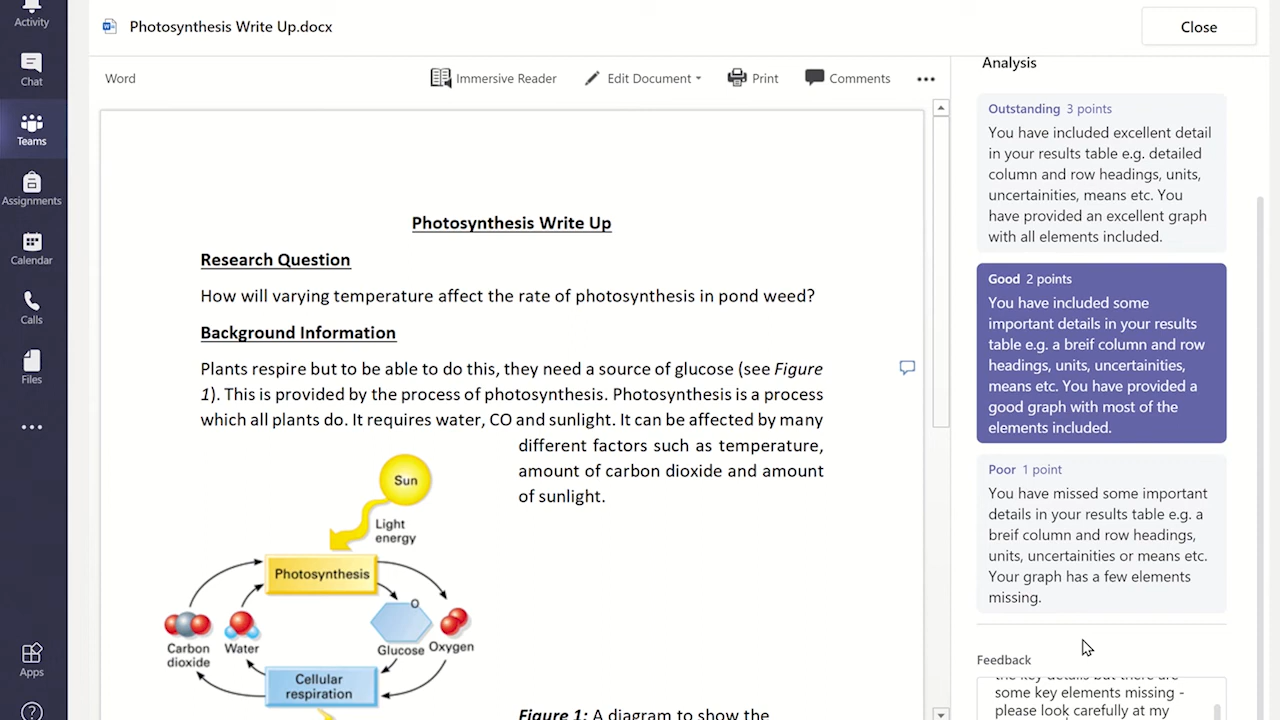 Activity
Chat
Teams
Assignments
Calendar
Calls
Files
Apps
Photosynthesis Write Up.docx
Close
Word
Immersive Reader
Edit Document
Print
Comments
Photosynthesis Write Up
Research Question
How will varying temperature affect the rate of photosynthesis in pond weed?
Background Information
Plants respire but to be able to do this, they need a source of glucose (see Figure
1). This is provided by the process of photosynthesis. Photosynthesis is a process
which all plants do. It requires water, CO and sunlight. It can be affected by many
different factors such as temperature,
amount of carbon dioxide and amount
of sunlight.
Sun
Light
energy
Photosynthesis
O
Carbon
dioxide
Water
Glucose
Oxygen
Cellular
respiration
Figure 1: A diagram to show the
Analysis
Outstanding 3 points
You have included excellent detail
in your results table e.g. detailed
column and row headings, units,
uncertainities, means etc. You
have provided an excellent graph
with all elements included.
Good 2 points
You have included some
important details in your results
table e.g. a breif column and row
headings, units, uncertainities,
means etc. You have provided a
good graph with most of the
elements included.
Poor 1 point
You have missed some important
details in your results table e.g. a
breif column and row headings,
units, uncertainities or means etc.
Your graph has a few elements
missing.
Feedback
the key details but there are
some key elements missing -
please look carefully at my